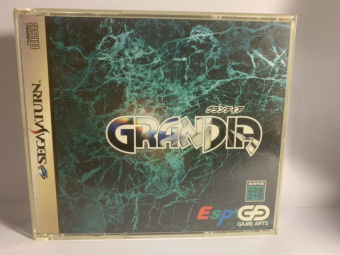 SEGA SATURN
グランディア
GRANDIA
Esp
GAME ARTS